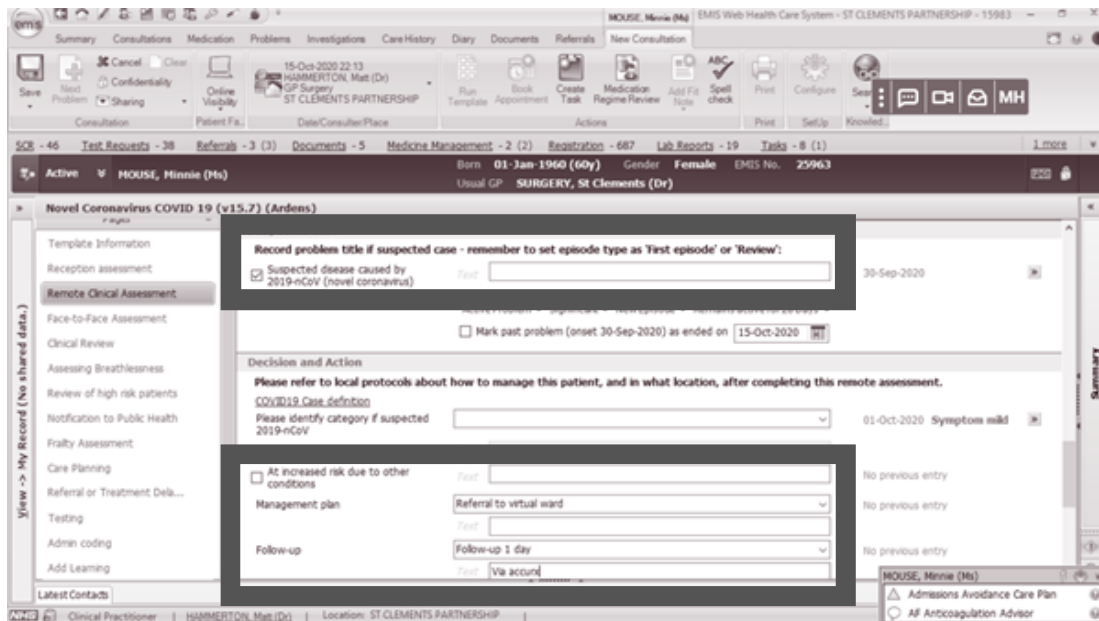 emis
MOUSE, Minnie (Ms) EMIS Web Health Care System - ST CLEMENTS PARTNERSHIP - 15983
Summary Consultations Medication Problems Investigations Care History Diary Documents Referrals New Consultation
Save
Next Problem
Cancel Clear
Confidentiality
Sharing
Consultation
Online Visibility
Patient Fa...
15-Oct-2020 22:13
HAMMERTON, Matt (Dr)
GP Surgery
ST CLEMENTS PARTNERSHIP
Date/Consulter/Place
Run Template
Book Appointment
Create Task
Medication Regime Review
Add Fit Note
Spell check
Actions
Print
Print
Configure
SetUp
Knowled...
MH
SCR - 46 Test Requests - 38 Referrals - 3 (3) Documents - 5 Medicine Management - 2 (2) Registration - 687 Lab Reports - 19 Tasks - 8 (1) 1 more
Active MOUSE, Minnie (Ms)
Born 01-Jan-1960 (60y) Gender Female EMIS No. 25963
Usual GP SURGERY, St Clements (Dr)
Novel Coronavirus COVID 19 (v15.7) (Ardens)
Pages
Template Information
Reception assessment
Remote Clinical Assessment
Face-to-Face Assessment
Clinical Review
Assessing Breathlessness
Review of high risk patients
Notification to Public Health
Frailty Assessment
Care Planning
Referral or Treatment Dela...
Testing
Admin coding
Add Learning
View -> My Record (No shared data.)
Record problem title if suspected case - remember to set episode type as 'First episode' or 'Review':
Suspected disease caused by
2019-nCoV (novel coronavirus)
Text
30-Sep-2020
Mark past problem (onset 30-Sep-2020) as ended on 15-Oct-2020
Decision and Action
Please refer to local protocols about how to manage this patient, and in what location, after completing this remote assessment.
COVID19 Case definition
Please identify category if suspected
2019-nCoV
01-Oct-2020 Symptom mild
At increased risk due to other
conditions
Text
No previous entry
Management plan
Referral to virtual ward
No previous entry
Text
Follow-up
Follow-up 1 day
No previous entry
Text Via accurx
Summary
Latest Contacts
MOUSE, Minnie (Ms)
Admissions Avoidance Care Plan
AF Anticoagulation Advisor
NHS Clinical Practitioner | HAMMERTON, Matt (Dr) | Location: ST CLEMENTS PARTNERSHIP